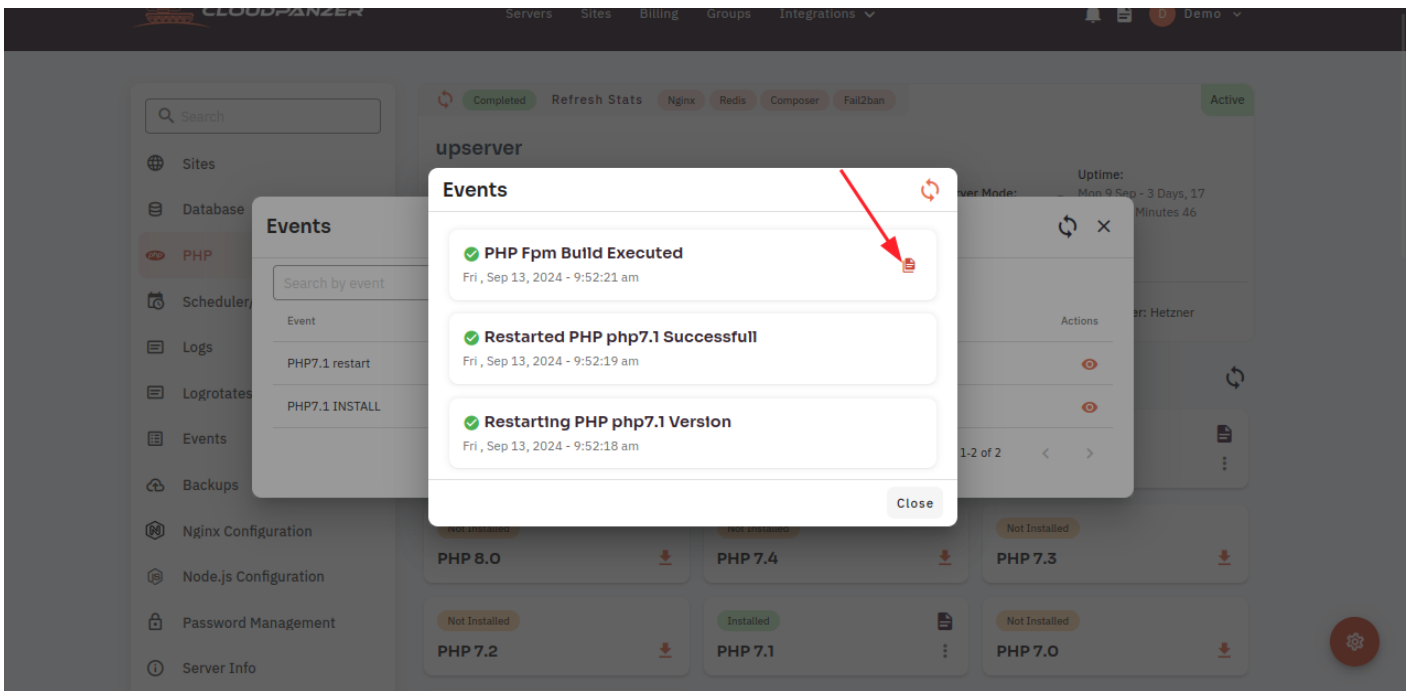 CLOUDPANZER
Servers Sites Billing Groups Integrations
D Demo
Search
Completed Refresh Stats Nginx Redis Composer Fail2ban
Active
upserver
Sites
Database
PHP
Scheduler/
Logs
Logrotates
Events
Backups
Nginx Configuration
Node.js Configuration
Password Management
Server Info
Uptime:
Mon 9 Sep - 3 Days, 17
Minutes 46
ver Mode:
er: Hetzner
Events
Search by event
Event
Actions
PHP7.1 restart
PHP7.1 INSTALL
1-2 of 2
Events
PHP Fpm Build Executed
Fri , Sep 13, 2024 - 9:52:21 am
Restarted PHP php7.1 Successfull
Fri , Sep 13, 2024 - 9:52:19 am
Restarting PHP php7.1 Version
Fri , Sep 13, 2024 - 9:52:18 am
Close
Not Installed
PHP 8.0
Not Installed
PHP 7.4
Not Installed
PHP 7.3
Not Installed
PHP 7.2
Installed
PHP 7.1
Not Installed
PHP 7.0